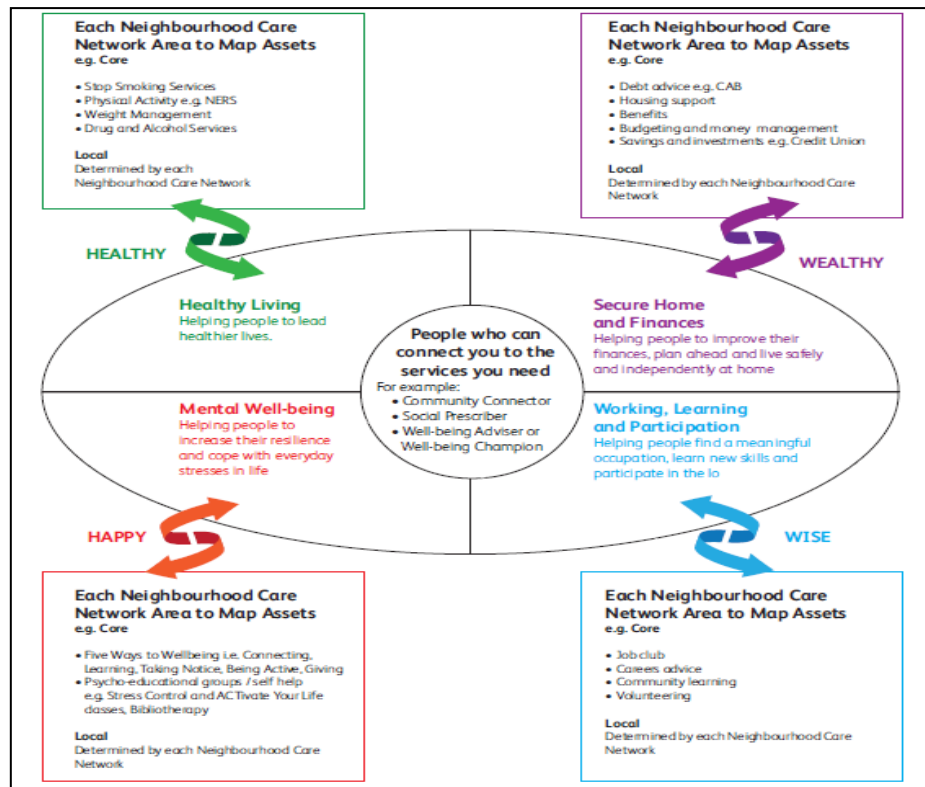 Each Neighbourhood Care
Network Area to Map Assets
e.g. Core
• Stop Smoking Services
• Physical Activity e.g. NERS
• Weight Management
• Drug and Alcohol Services
Local
Determined by each
Neighbourhood Care Network
Each Neighbourhood Care
Network Area to Map Assets
e.g. Core
• Debt advice e.g. CAB
• Housing support
• Benefits
• Budgeting and money management
• Savings and investments e.g. Credit Union
Local
Determined by each Neighbourhood Care
Network
HEALTHY
WEALTHY
Healthy Living
Helping people to lead
healthier lives.
People who can
connect you to the
services you need
For example:
• Community Connector
• Social Prescriber
• Well-being Adviser or
Well-being Champion
Secure Home
and Finances
Helping people to improve their
finances, plan ahead and live safely
and independently at home
Mental Well-being
Helping people to
increase their resilience
and cope with everyday
stresses in life
Working, Learning
and Participation
Helping people find a meaningful
occupation, learn new skills and
participate in the lo
HAPPY
WISE
Each Neighbourhood Care
Network Area to Map Assets
e.g. Core
• Five Ways to Wellbeing i.e. Connecting,
Learning, Taking Notice, Being Active, Giving
• Psycho-educational groups / self help
e.g. Stress Control and ACTivate Your Life
classes, Bibliotherapy
Local
Determined by each Neighbourhood Care
Network
Each Neighbourhood Care
Network Area to Map Assets
e.g. Core
• Job club
• Careers advice
• Community learning
• Volunteering
Local
Determined by each Neighbourhood Care
Network